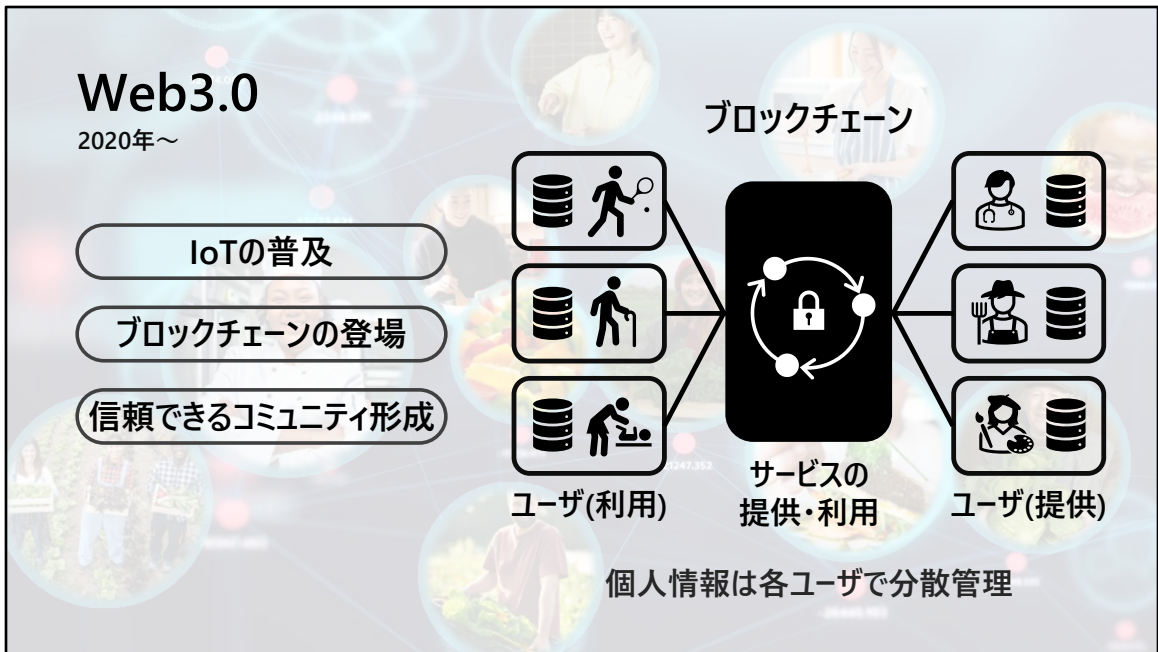 Web3.0
2020年～
IoTの普及
ブロックチェーンの登場
信頼できるコミュニティ形成
ブロックチェーン
ユーザ(利用)
サービスの
提供・利用
ユーザ(提供)
個人情報は各ユーザで分散管理